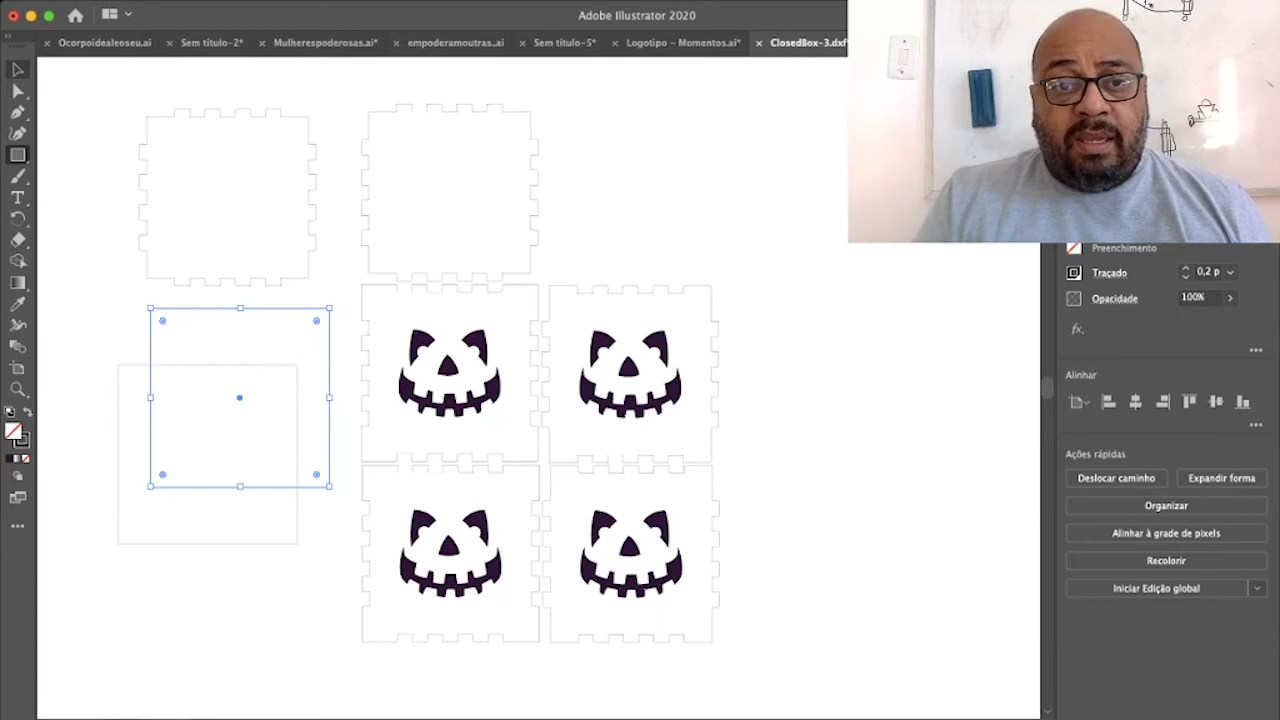 Adobe Illustrator 2020
Ocorpoidealeoseu.ai
Sem título-2*
Mulherespoderosas.ai*
empoderamoutras..ai
Sem título-5*
Logotipo – Momentos.ai*
ClosedBox-3.dxf*
Preenchimento
Traçado
0,2 p
Opacidade
100%
fx.
Alinhar
Ações rápidas
Deslocar caminho
Expandir forma
Organizar
Alinhar à grade de pixels
Recolorir
Iniciar Edição global